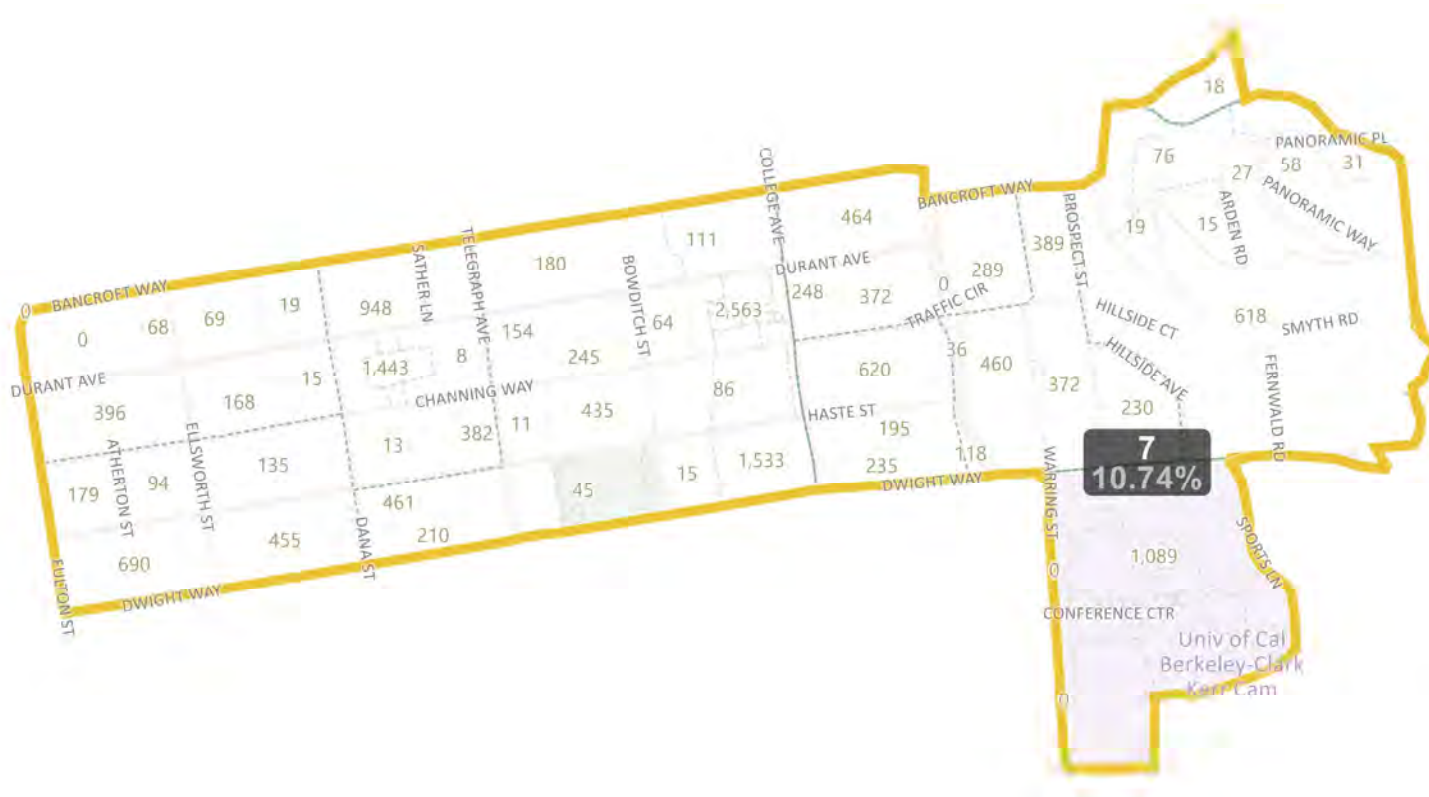 18
PANORAMIC PL
76
27
58
31
PANORAMIC WAY
COLLEGE AVE
464
BANCROFT WAY
PROSPECT ST
19
15
ARDEN RD
111
389
TELEGRAPH AVE
SATHER LN
180
BOWDITCH ST
DURANT AVE
289
0
BANCROFT WAY
0
68
69
19
948
154
64
2,563
248
372
0
TRAFFIC CIR
HILLSIDE CT
618
SMYTH RD
DURANT AVE
15
1,443
8
245
620
36
460
HILLSIDE AVE
FERNWALD RD
396
168
CHANNING WAY
86
372
230
ATHERTON ST
ELLSWORTH ST
13
382
11
435
HASTE ST
195
179
94
135
1,533
235
118
WARRING ST
7
10.74%
461
45
15
DWIGHT WAY
210
DANA ST
455
690
DWIGHT WAY
FULTON ST
SPORTS LN
1,089
0
CONFERENCE CTR
Univ of Cal
Berkeley-Clark
Kerr Cam
0